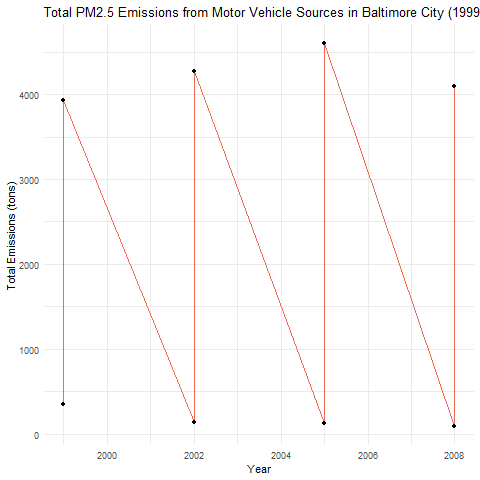 Total PM2.5 Emissions from Motor Vehicle Sources in Baltimore City (1999
4000
3000
2000
1000
0
Total Emissions (tons)
2000 2002 2004 2006 2008
Year